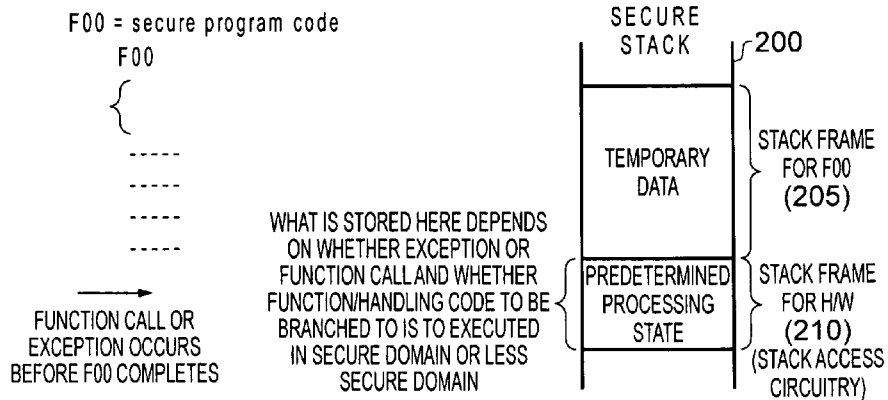 F00 = secure program code
F00
{
-----
-----
-----
-----
FUNCTION CALL OR
EXCEPTION OCCURS
BEFORE F00 COMPLETES
WHAT IS STORED HERE DEPENDS
ON WHETHER EXCEPTION OR
FUNCTION CALL AND WHETHER
FUNCTION/HANDLING CODE TO BE
BRANCHED TO IS TO EXECUTED
IN SECURE DOMAIN OR LESS
SECURE DOMAIN
SECURE
STACK
200
TEMPORARY
DATA
STACK FRAME
FOR F00
(205)
PREDETERMINED
PROCESSING
STATE
STACK FRAME
FOR H/W
(210)
(STACK ACCESS
CIRCUITRY)